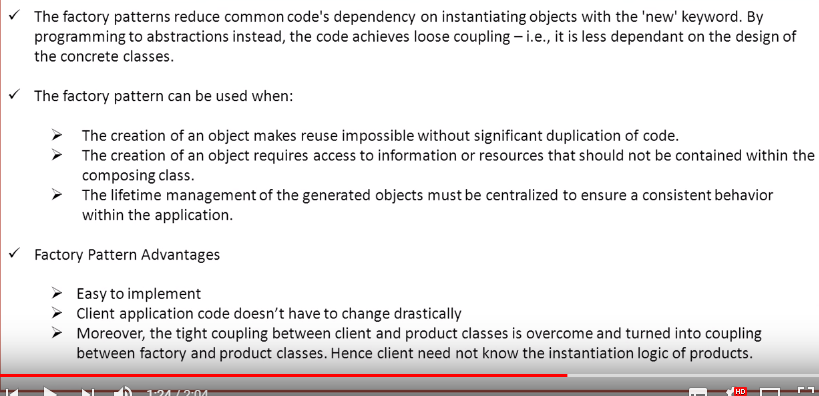 ✓ The factory patterns reduce common code's dependency on instantiating objects with the 'new' keyword. By
programming to abstractions instead, the code achieves loose coupling – i.e., it is less dependant on the design of
the concrete classes.
✓ The factory pattern can be used when:
➢ The creation of an object makes reuse impossible without significant duplication of code.
➢ The creation of an object requires access to information or resources that should not be contained within the
composing class.
➢ The lifetime management of the generated objects must be centralized to ensure a consistent behavior
within the application.
✓ Factory Pattern Advantages
➢ Easy to implement
➢ Client application code doesn’t have to change drastically
➢ Moreover, the tight coupling between client and product classes is overcome and turned into coupling
between factory and product classes. Hence client need not know the instantiation logic of products.
1:24 / 2:04
HD